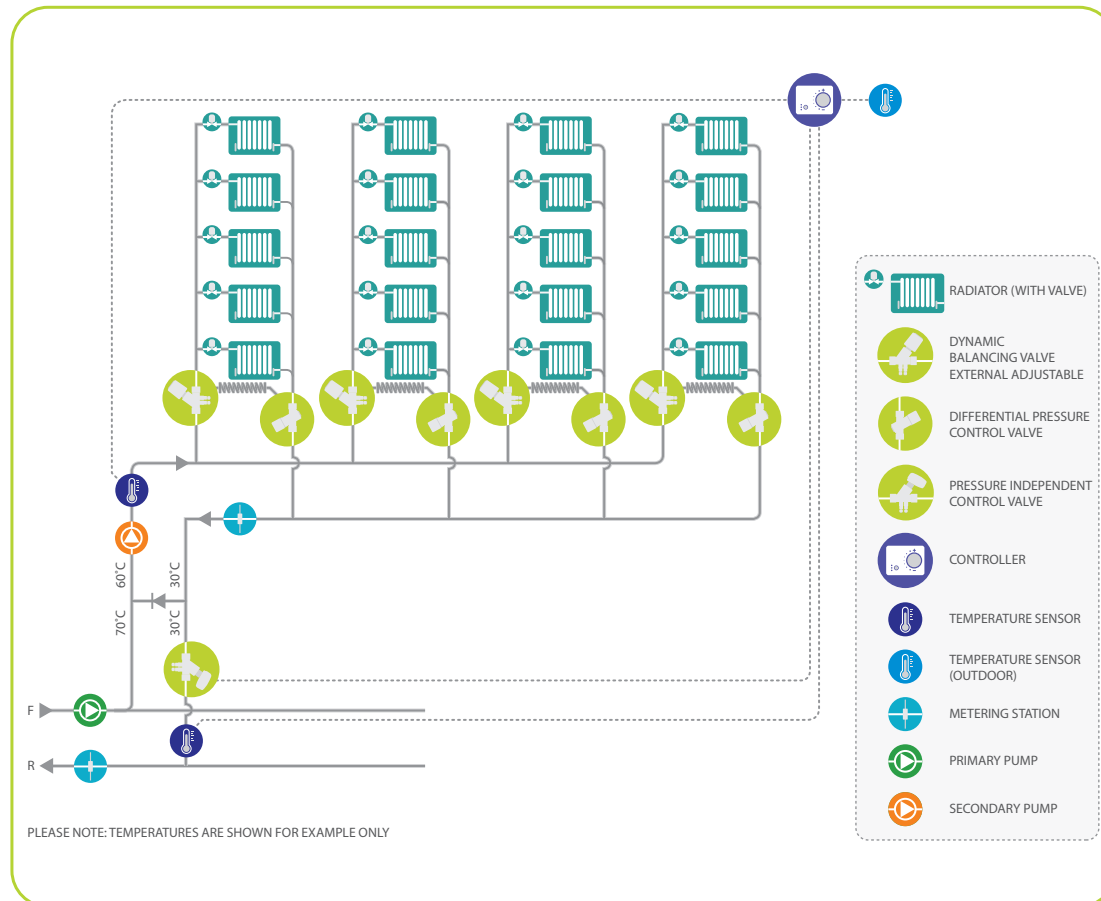 RADIATOR (WITH VALVE)
DYNAMIC
BALANCING VALVE
EXTERNAL ADJUSTABLE
DIFFERENTIAL PRESSURE
CONTROL VALVE
PRESSURE INDEPENDENT
CONTROL VALVE
CONTROLLER
TEMPERATURE SENSOR
TEMPERATURE SENSOR
(OUTDOOR)
METERING STATION
PRIMARY PUMP
SECONDARY PUMP
60˚C
30˚C
70˚C
30˚C
F
R
PLEASE NOTE: TEMPERATURES ARE SHOWN FOR EXAMPLE ONLY